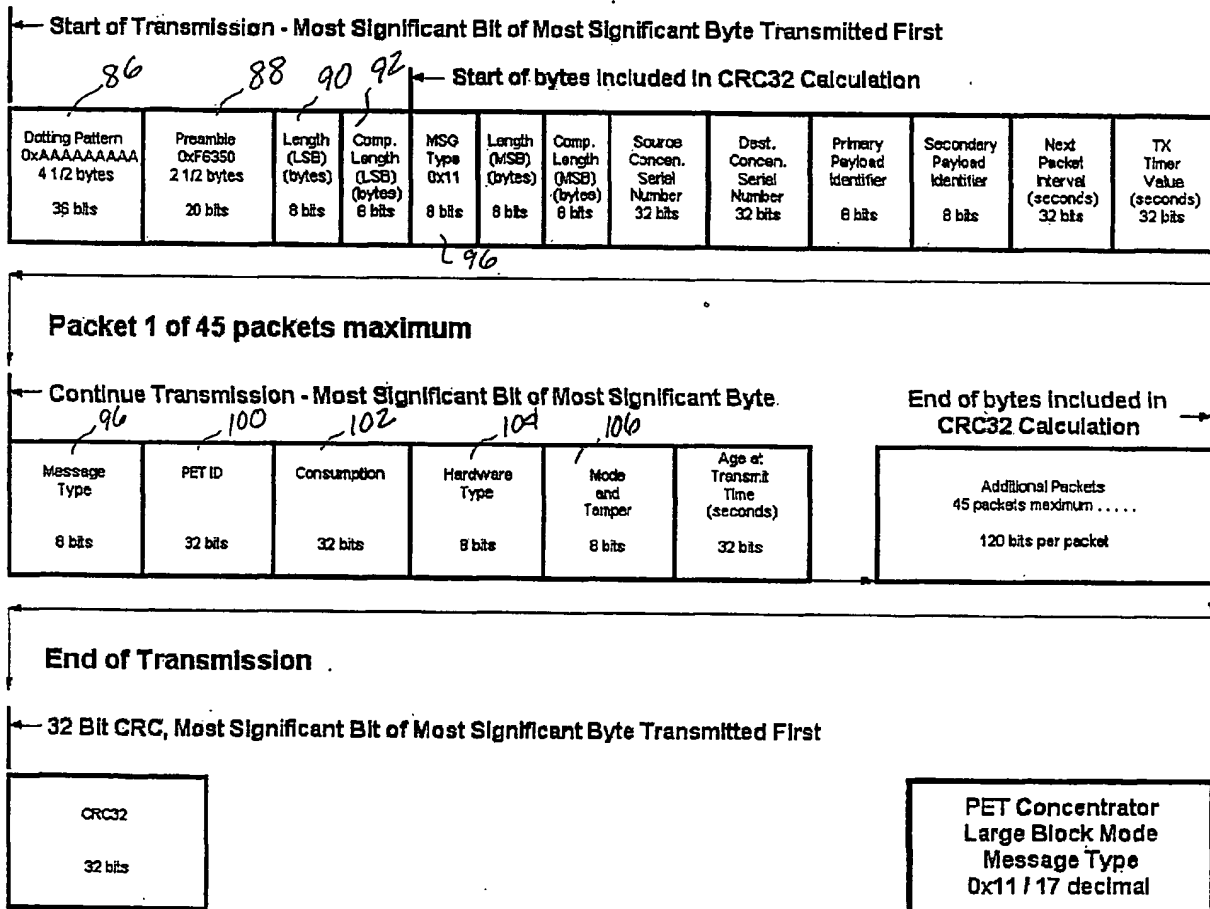 Start of Transmission - Most Significant Bit of Most Significant Byte Transmitted First
86
88
90
92
Start of bytes included in CRC32 Calculation
Dotting Pattern
0xAAAAAAAAA
4 1/2 bytes
36 bits
Preamble
0xF6350
2 1/2 bytes
20 bits
Length
(LSB)
(bytes)
8 bits
Comp.
Length
(LSB)
(bytes)
8 bits
MSG
Type
0x11
8 bits
Length
(MSB)
(bytes)
8 bits
Comp.
Length
(MSB)
(bytes)
8 bits
Source
Concen.
Serial
Number
32 bits
Dest.
Concen.
Serial
Number
32 bits
Primary
Payload
Identifier
8 bits
Secondary
Payload
Identifier
8 bits
Next
Packet
Interval
(seconds)
32 bits
TX
Timer
Value
(seconds)
32 bits
96
Packet 1 of 45 packets maximum
Continue Transmission - Most Significant Bit of Most Significant Byte.
End of bytes included in
CRC32 Calculation
96
100
102
104
106
Message
Type
8 bits
PET ID
32 bits
Consumption
32 bits
Hardware
Type
8 bits
Mode
and
Tamper
8 bits
Age at
Transmit
Time
(seconds)
32 bits
Additional Packets
45 packets maximum . . . . .
120 bits per packet
End of Transmission
32 Bit CRC, Most Significant Bit of Most Significant Byte Transmitted First
CRC32
32 bits
PET Concentrator
Large Block Mode
Message Type
0x11 / 17 decimal